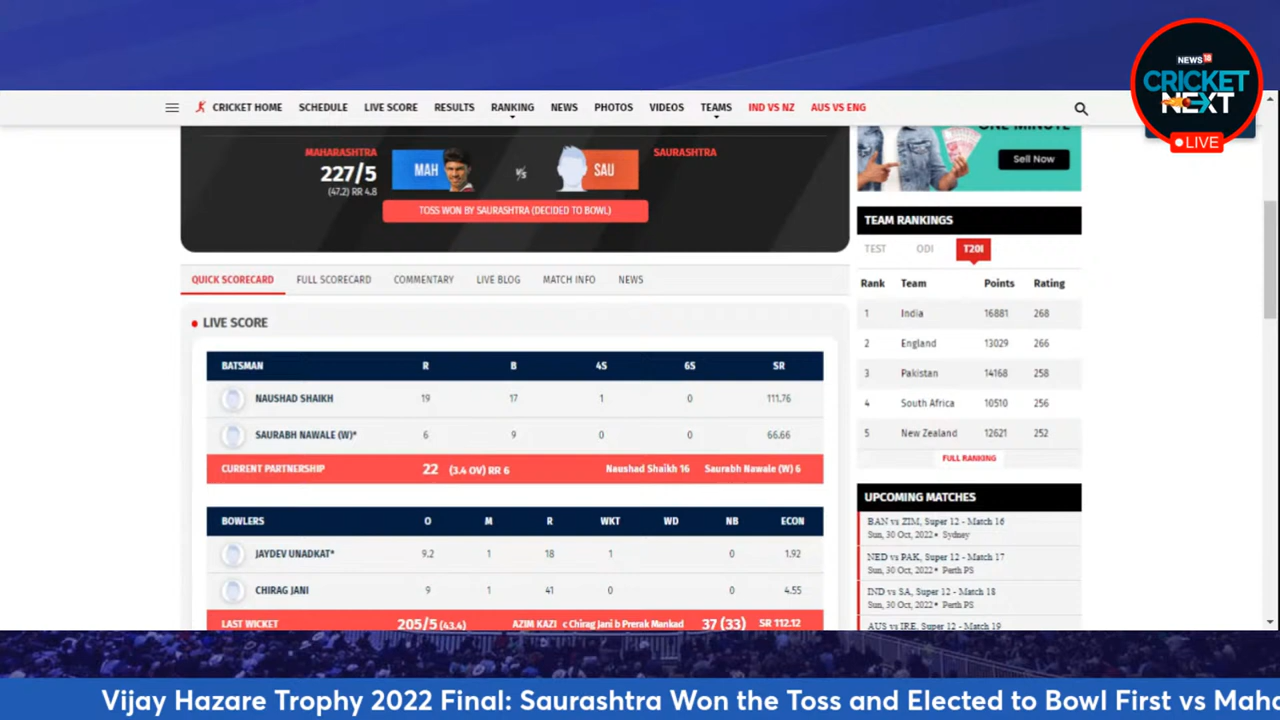 NEWS18
CRICKET
NEXT
LIVE
CRICKET HOME SCHEDULE LIVE SCORE RESULTS RANKING NEWS PHOTOS VIDEOS TEAMS IND VS NZ AUS VS ENG
MAHARASHTRA
227/5
(47.2) RR 4.8
MAH
V/S
SAU
SAURASHTRA
TOSS WON BY SAURASHTRA (DECIDED TO BOWL)
QUICK SCORECARD FULL SCORECARD COMMENTARY LIVE BLOG MATCH INFO NEWS
LIVE SCORE
BATSMAN R B 4S 6S SR
NAUSHAD SHAIKH 19 17 1 0 111.76
SAURABH NAWALE (W)* 6 9 0 0 66.66
CURRENT PARTNERSHIP 22 (3.4 OV) RR 6 Naushad Shaikh 16 Saurabh Nawale (W) 6
BOWLERS O M R WKT WD NB ECON
JAYDEV UNADKAT* 9.2 1 18 1 0 1.92
CHIRAG JANI 9 1 41 0 0 4.55
LAST WICKET 205/5 (43.4) AZIM KAZI c Chirag Jani b Prerak Mankad 37 (33) SR 112.12
ONE MINUTE
Sell Now
TEAM RANKINGS
TEST ODI T20I
Rank Team Points Rating
1 India 16881 268
2 England 13029 266
3 Pakistan 14168 258
4 South Africa 10510 256
5 New Zealand 12621 252
FULL RANKING
UPCOMING MATCHES
BAN vs ZIM, Super 12 - Match 16
Sun, 30 Oct, 2022• Sydney
NED vs PAK, Super 12 - Match 17
Sun, 30 Oct, 2022• Perth PS
IND vs SA, Super 12 - Match 18
Sun, 30 Oct, 2022• Perth PS
AUS vs IRE, Super 12 - Match 19
Vijay Hazare Trophy 2022 Final: Saurashtra Won the Toss and Elected to Bowl First vs Maha